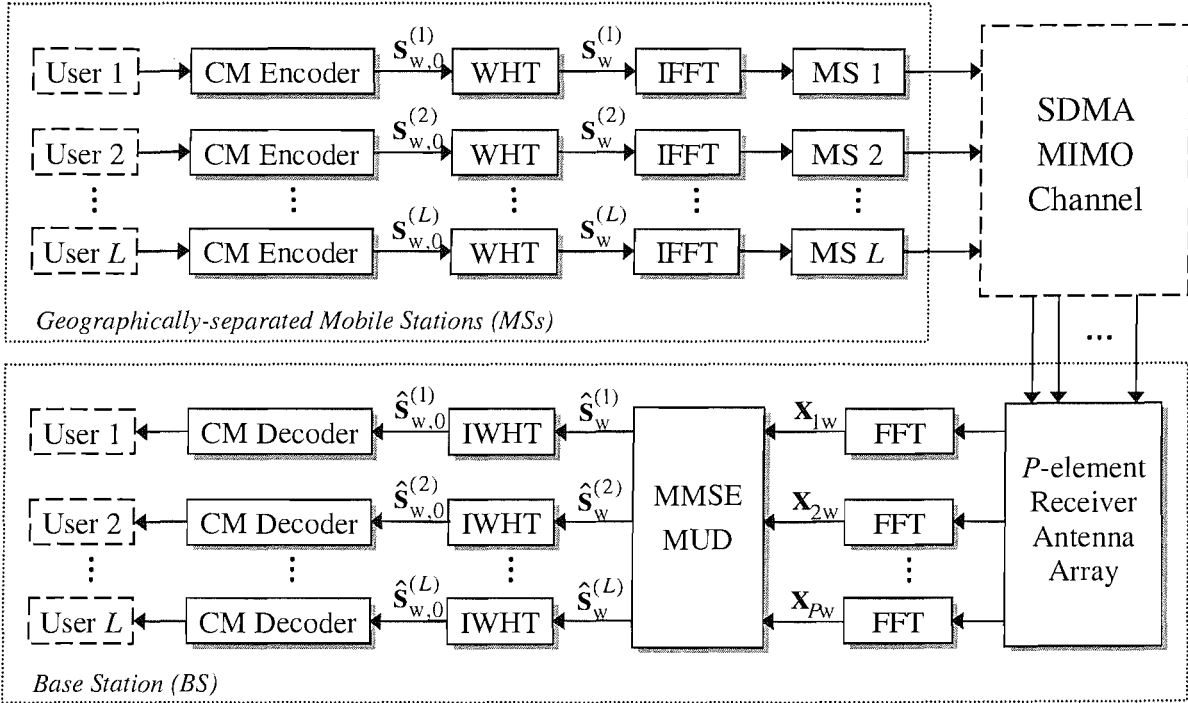 User 1 CM Encoder s_{w,0}^{(1)} WHT s_w^{(1)} IFFT MS 1
User 2 CM Encoder s_{w,0}^{(2)} WHT s_w^{(2)} IFFT MS 2
User L CM Encoder s_{w,0}^{(L)} WHT s_w^{(L)} IFFT MS L
Geographically-separated Mobile Stations (MSs)
SDMA
MIMO
Channel
...
User 1 CM Decoder ŝ_{w,0}^{(1)} IWHT ŝ_w^{(1)}
User 2 CM Decoder ŝ_{w,0}^{(2)} IWHT ŝ_w^{(2)}
User L CM Decoder ŝ_{w,0}^{(L)} IWHT ŝ_w^{(L)}
MMSE
MUD
x_{1w} FFT
x_{2w} FFT
x_{Pw} FFT
P-element
Receiver
Antenna
Array
Base Station (BS)